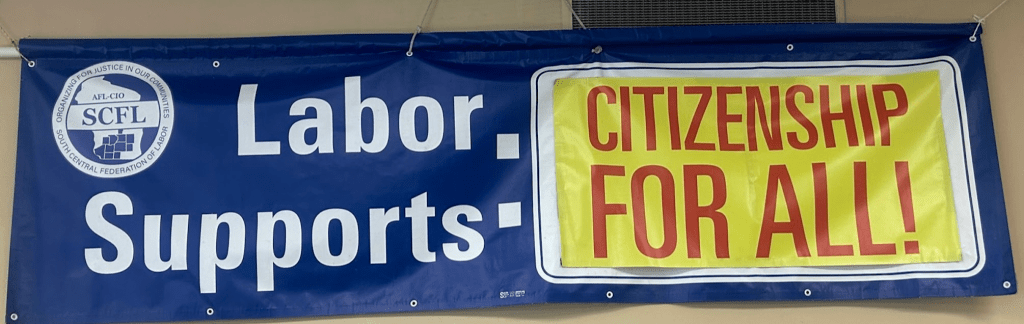 ORGANIZING FOR JUSTICE IN OUR COMMUNITIES
AFL-CIO
SCFL
SOUTH CENTRAL FEDERATION OF LABOR
Labor
Supports:
CITIZENSHIP
FOR ALL!